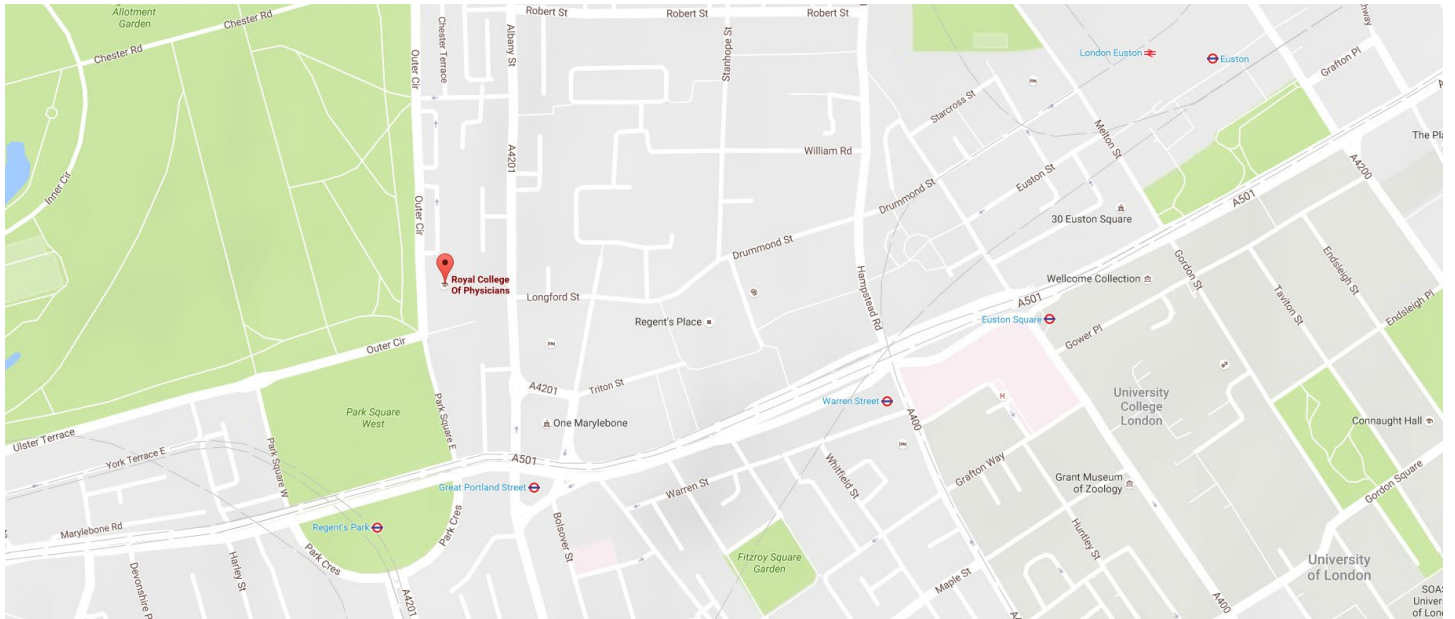 Allotment
Garden
Chester Rd
Chester Rd
Outer Cir
Chester Terrace
Albany St
Robert St
Robert St
Robert St
Stanhope St
London Euston
Euston
Grafton Pl
Starcross St
Melton St
The Pla
Inner Cir
A4201
William Rd
Drummond St
Euston St
A4200
A501
Outer Cir
30 Euston Square
Royal College
Of Physicians
Drummond St
Longford St
Hampstead Rd
Wellcome Collection
Gordon St
Endsleigh St
Taviton St
Endsleigh Pl
A501
Regent's Place
Euston Square
Gower Pl
Outer Cir
A4201
Triton St
H
University
College
London
Park Square
West
Park Square E
Warren Street
A400
One Marylebone
Connaught Hall
Ulster Terrace
York Terrace E
Park Square W
A501
Great Portland Street
Warren St
Whitfield St
Grafton Way
Grant Museum
of Zoology
Gordon Square
Marylebone Rd
Regent's Park
Park Cres
Park Cres
Bolsover St
Fitzroy Square
Garden
Huntley St
University
of London
Harley St
Devonshire P
A4201
Maple St
A400
SOAS
Univer
of Lon